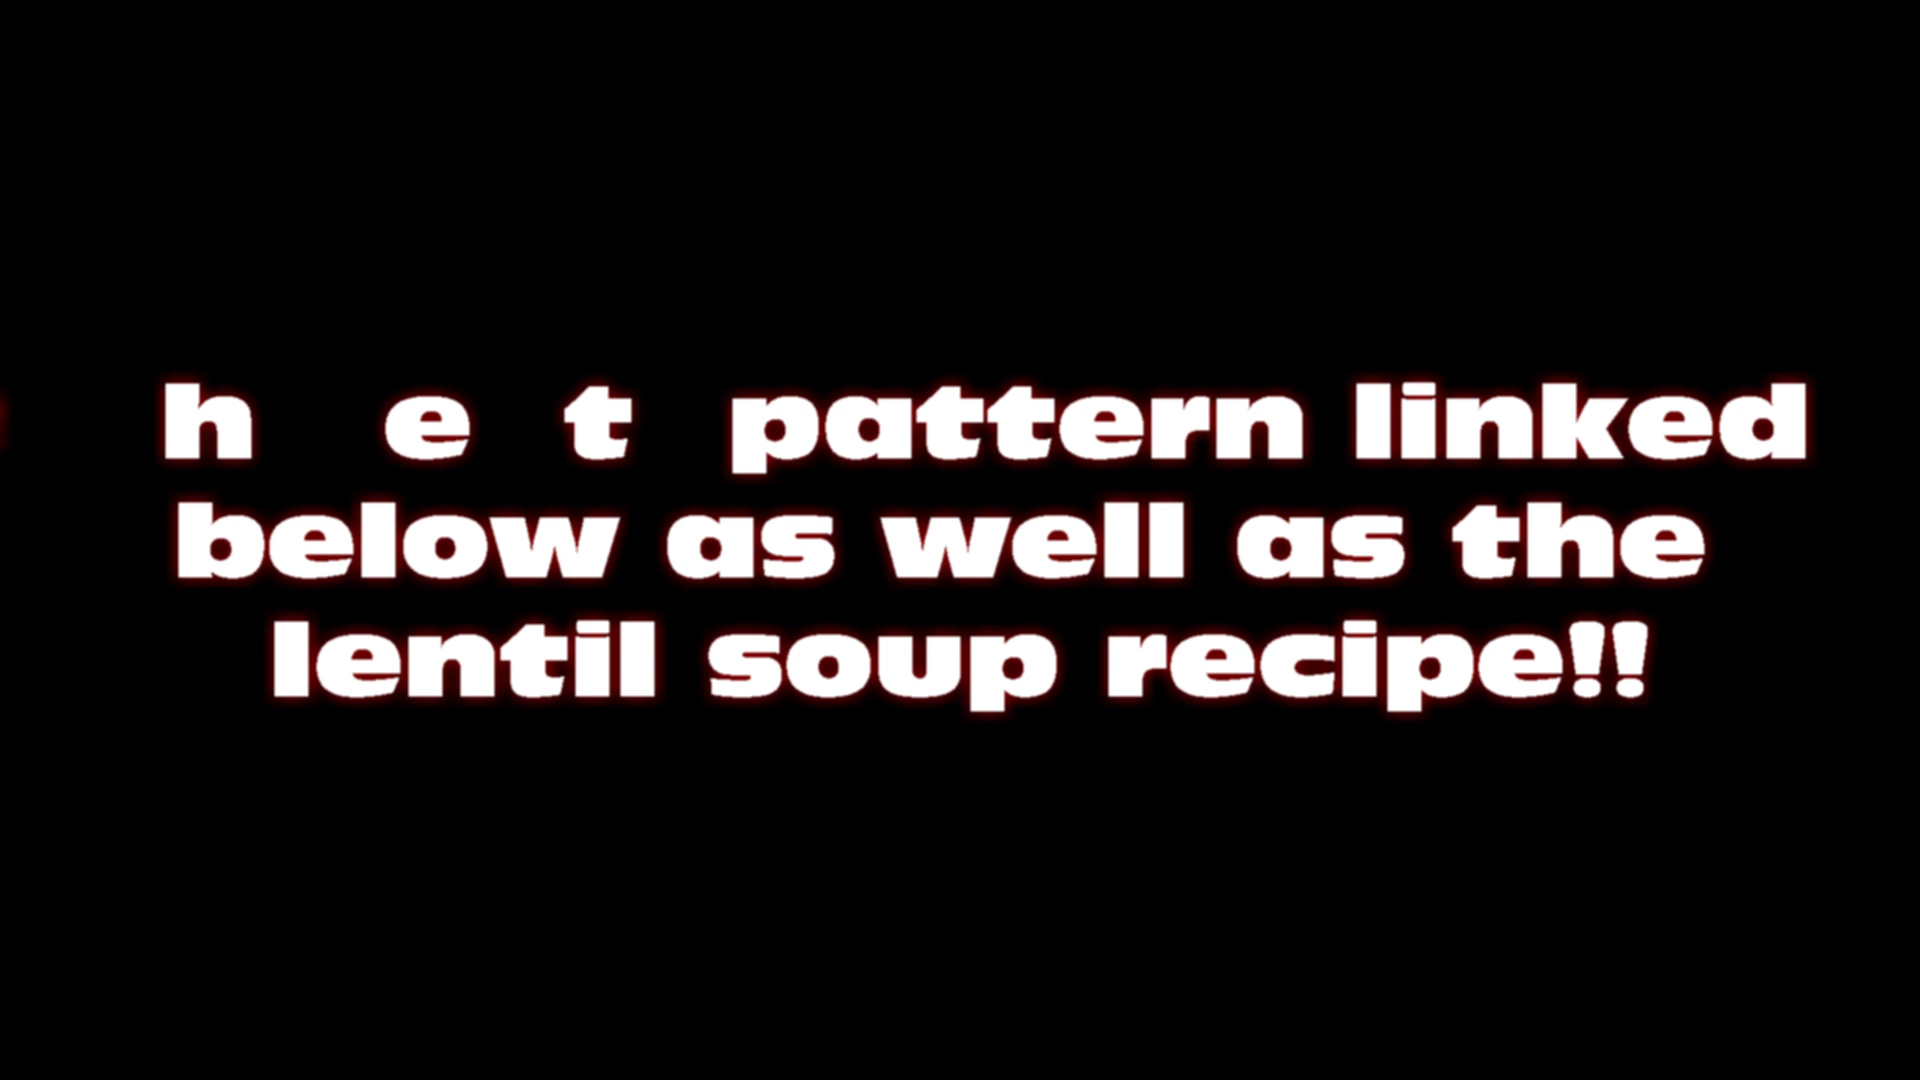 h e t pattern linked
below as well as the
lentil soup recipe!!